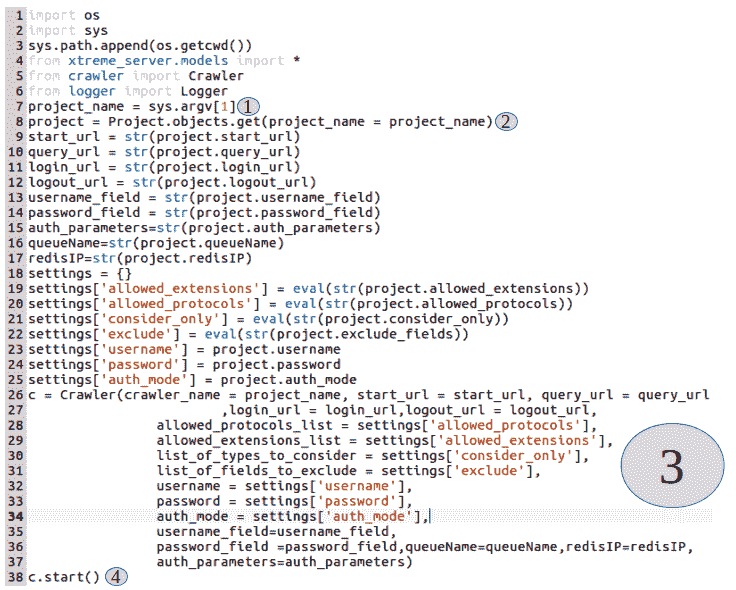 1 import os
2 import sys
3 sys.path.append(os.getcwd())
4 from xtreme_server.models import *
5 from crawler import Crawler
6 from logger import Logger
7 project_name = sys.argv[1] 1
8 project = Project.objects.get(project_name = project_name) 2
9 start_url = str(project.start_url)
10 query_url = str(project.query_url)
11 login_url = str(project.login_url)
12 logout_url = str(project.logout_url)
13 username_field = str(project.username_field)
14 password_field = str(project.password_field)
15 auth_parameters=str(project.auth_parameters)
16 queueName=str(project.queueName)
17 redisIP=str(project.redisIP)
18 settings = {}
19 settings['allowed_extensions'] = eval(str(project.allowed_extensions))
20 settings['allowed_protocols'] = eval(str(project.allowed_protocols))
21 settings['consider_only'] = eval(str(project.consider_only))
22 settings['exclude'] = eval(str(project.exclude_fields))
23 settings['username'] = project.username
24 settings['password'] = project.password
25 settings['auth_mode'] = project.auth_mode
26 c = Crawler(crawler_name = project_name, start_url = start_url, query_url = query_url
27 ,login_url = login_url,logout_url = logout_url,
28 allowed_protocols_list = settings['allowed_protocols'],
29 allowed_extensions_list = settings['allowed_extensions'],
30 list_of_types_to_consider = settings['consider_only'],
31 list_of_fields_to_exclude = settings['exclude'],
3
32 username = settings['username'],
33 password = settings['password'],
34 auth_mode = settings['auth_mode'],
35 username_field=username_field,
36 password_field =password_field,queueName=queueName,redisIP=redisIP,
37 auth_parameters=auth_parameters)
38 c.start() 4